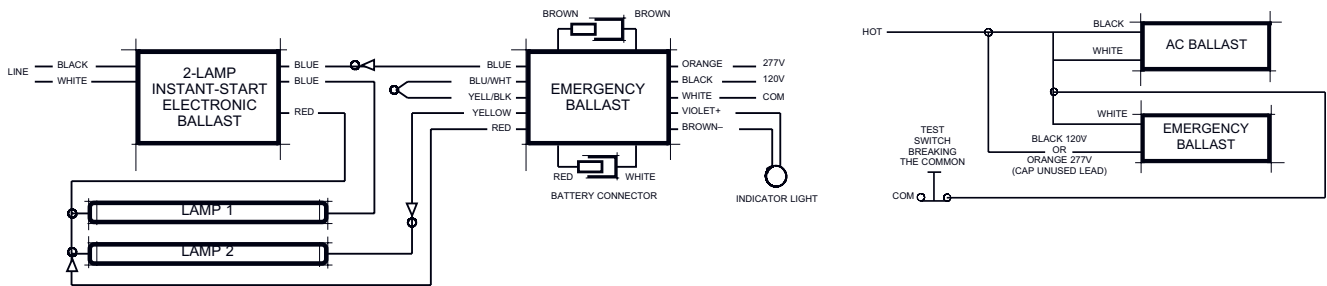 BROWN
BROWN
LINE
BLACK
WHITE
2-LAMP
INSTANT-START
ELECTRONIC
BALLAST
BLUE
BLUE
RED
BLUE
BLU/WHT
YELL/BLK
YELLOW
RED
EMERGENCY
BALLAST
ORANGE
BLACK
WHITE
VIOLET+
BROWN–
277V
120V
COM
RED
WHITE
BATTERY CONNECTOR
INDICATOR LIGHT
LAMP 1
LAMP 2
HOT
BLACK
WHITE
AC BALLAST
WHITE
EMERGENCY
BALLAST
BLACK 120V
OR
ORANGE 277V
(CAP UNUSED LEAD)
TEST
SWITCH
BREAKING
THE COMMON
COM